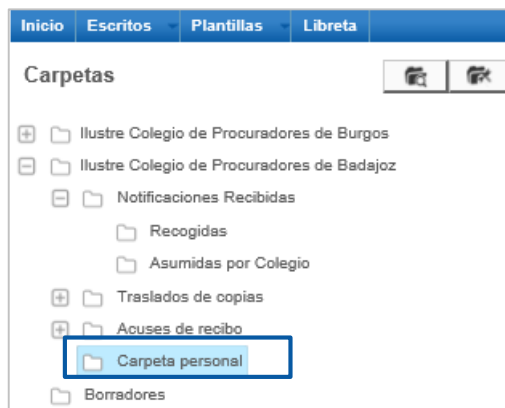 Inicio Escritos Plantillas Libreta
Carpetas
Ilustre Colegio de Procuradores de Burgos
Ilustre Colegio de Procuradores de Badajoz
Notificaciones Recibidas
Recogidas
Asumidas por Colegio
Traslados de copias
Acuses de recibo
Carpeta personal
Borradores